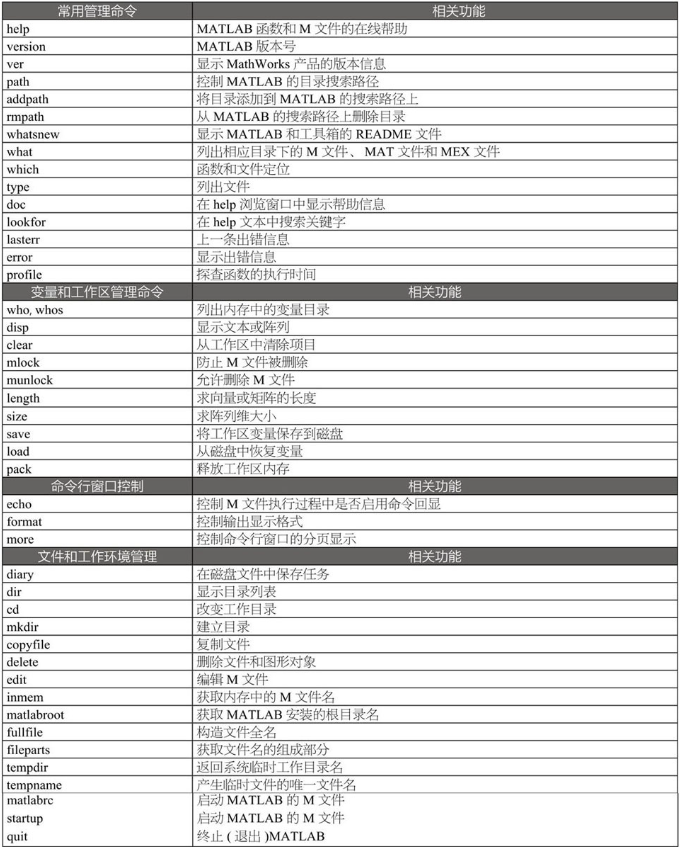 常用管理命令 相关功能
help MATLAB 函数和 M 文件的在线帮助
version MATLAB 版本号
ver 显示 MathWorks 产品的版本信息
path 控制 MATLAB 的目录搜索路径
addpath 将目录添加到 MATLAB 的搜索路径上
rmpath 从 MATLAB 的搜索路径上删除目录
whatsnew 显示 MATLAB 和工具箱的 README 文件
what 列出相应目录下的 M 文件、 MAT 文件和 MEX 文件
which 函数和文件定位
type 列出文件
doc 在 help 浏览窗口中显示帮助信息
lookfor 在 help 文本中搜索关键字
lasterr 上一条出错信息
error 显示出错信息
profile 探查函数的执行时间
变量和工作区管理命令 相关功能
who, whos 列出内存中的变量目录
disp 显示文本或阵列
clear 从工作区中清除项目
mlock 防止 M 文件被删除
munlock 允许删除 M 文件
length 求向量或矩阵的长度
size 求阵列维大小
save 将工作区变量保存到磁盘
load 从磁盘中恢复变量
pack 释放工作区内存
命令行窗口控制 相关功能
echo 控制 M 文件执行过程中是否启用命令回显
format 控制输出显示格式
more 控制命令行窗口的分页显示
文件和工作环境管理 相关功能
diary 在磁盘文件中保存任务
dir 显示目录列表
cd 改变工作目录
mkdir 建立目录
copyfile 复制文件
delete 删除文件和图形对象
edit 编辑 M 文件
inmem 获取内存中的 M 文件名
matlabroot 获取 MATLAB 安装的根目录名
fullfile 构造文件全名
fileparts 获取文件名的组成部分
tempdir 返回系统临时工作目录名
tempname 产生临时文件的唯一文件名
matlabrc 启动 MATLAB 的 M 文件
startup 启动 MATLAB 的 M 文件
quit 终止 ( 退出 )MATLAB